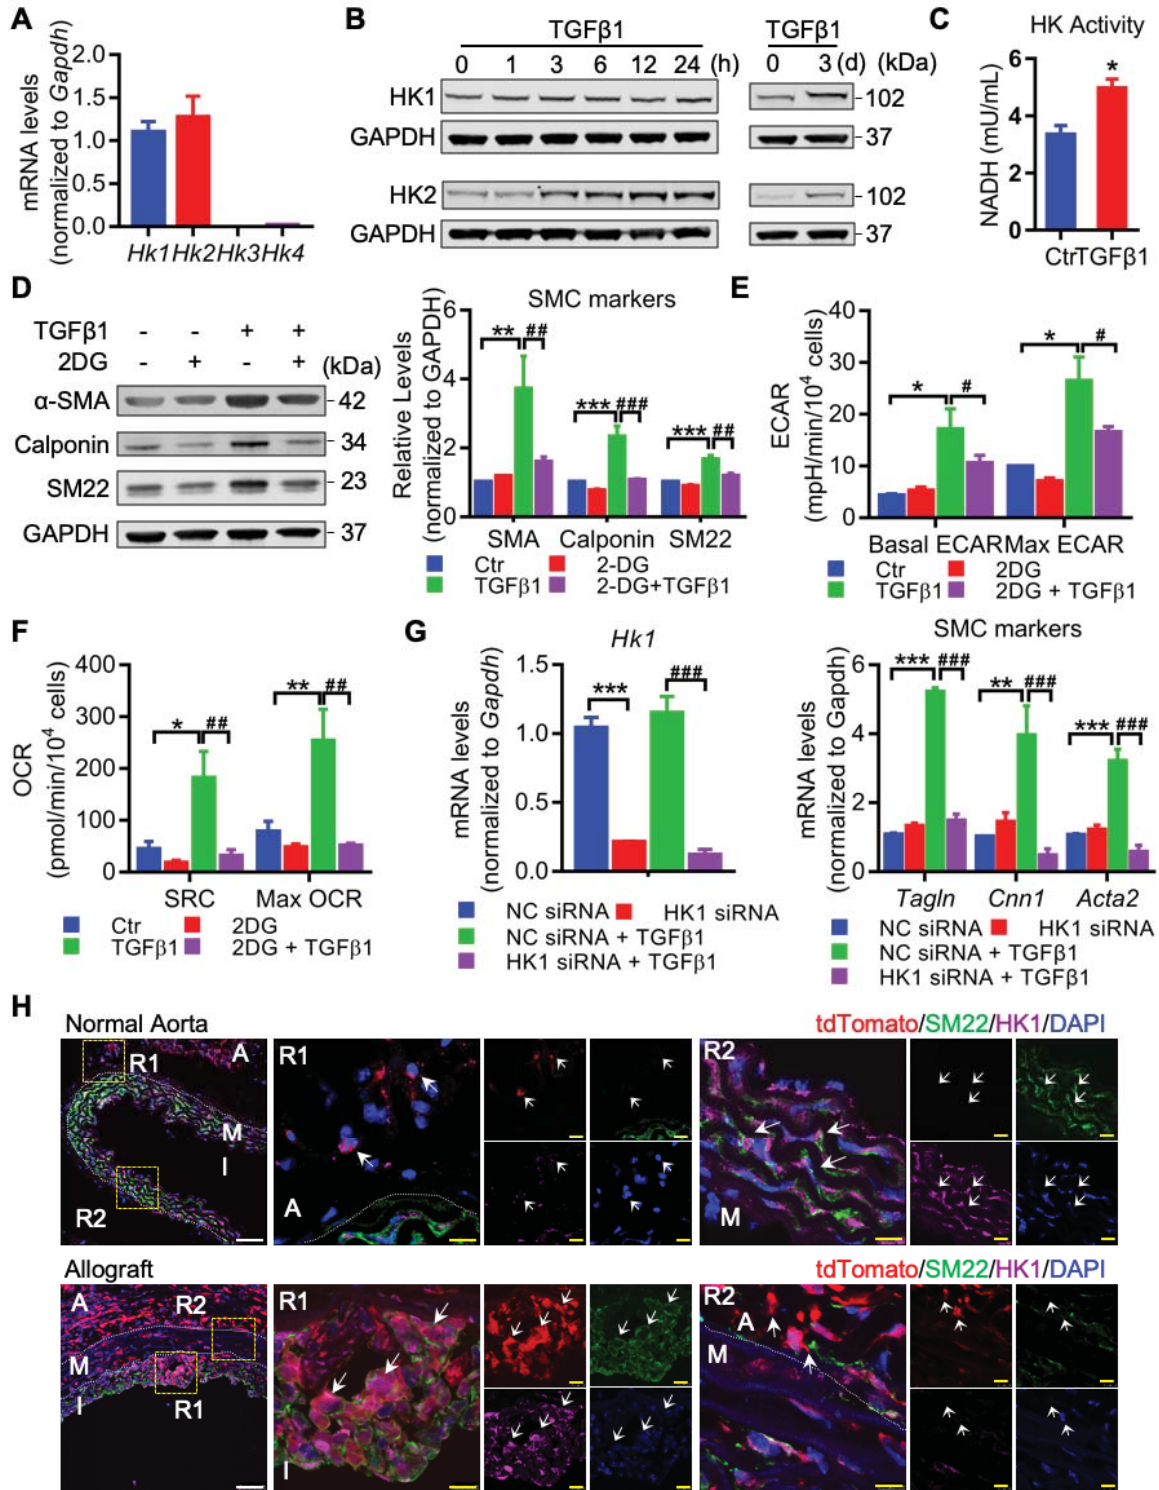 A
mRNA levels
(normalized to Gapdh)
2.0
1.5
1.0
0.5
0.0
Hk1 Hk2 Hk3 Hk4
B
TGFβ1
TGFβ1
0 1 3 6 12 24 (h)
0 3 (d) (kDa)
HK1
-102
GAPDH
-37
HK2
-102
GAPDH
-37
C
HK Activity
NADH (mU/mL)
6
4
2
0
*
Ctr TGFβ1
D
TGFβ1 - - + +
2DG - + - + (kDa)
α-SMA
-42
Calponin
-34
SM22
-23
GAPDH
-37
SMC markers
Relative Levels
(normalized to GAPDH)
6
4
2
0
** ##
*** ###
*** ##
SMA Calponin SM22
Ctr 2-DG
TGFβ1 2-DG+TGFβ1
E
ECAR
(mpH/min/10⁴ cells)
40
30
20
10
0
* #
* #
Basal ECAR Max ECAR
Ctr 2DG
TGFβ1 2DG + TGFβ1
F
OCR
(pmol/min/10⁴ cells)
400
300
200
100
0
* ##
** ##
SRC Max OCR
Ctr 2DG
TGFβ1 2DG + TGFβ1
G
Hk1
mRNA levels
(normalized to Gapdh)
1.5
1.0
0.5
0.0
***
###
NC siRNA HK1 siRNA
NC siRNA + TGFβ1
HK1 siRNA + TGFβ1
SMC markers
mRNA levels
(normalized to Gapdh)
6
4
2
0
*** ###
** ###
*** ###
Tagln Cnn1 Acta2
NC siRNA HK1 siRNA
NC siRNA + TGFβ1
HK1 siRNA + TGFβ1
H
Normal Aorta
tdTomato/SM22/HK1/DAPI
R1
A
M
I
R2
R1
A
R2
M
Allograft
tdTomato/SM22/HK1/DAPI
A
R2
M
I
R1
R1
I
R2
A
M